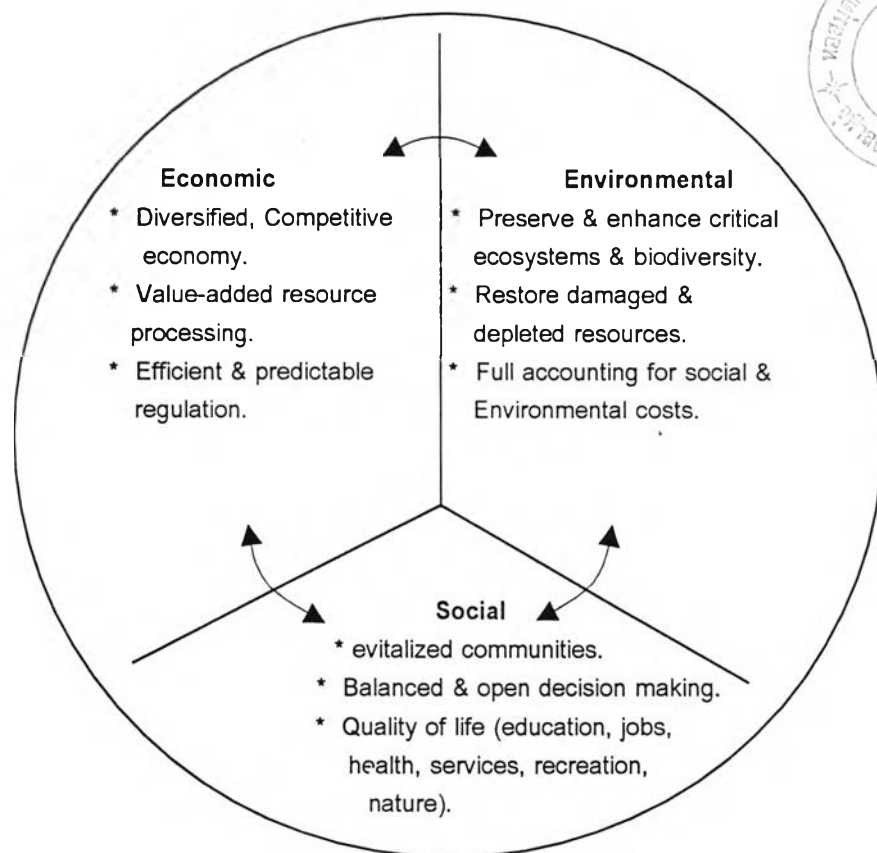 Economic
* Diversified, Competitive
economy.
* Value-added resource
processing.
* Efficient & predictable
regulation.
Environmental
* Preserve & enhance critical
ecosystems & biodiversity.
* Restore damaged &
depleted resources.
* Full accounting for social &
Environmental costs.
Social
* evitalized communities.
* Balanced & open decision making.
* Quality of life (education, jobs,
health, services, recreation,
nature).